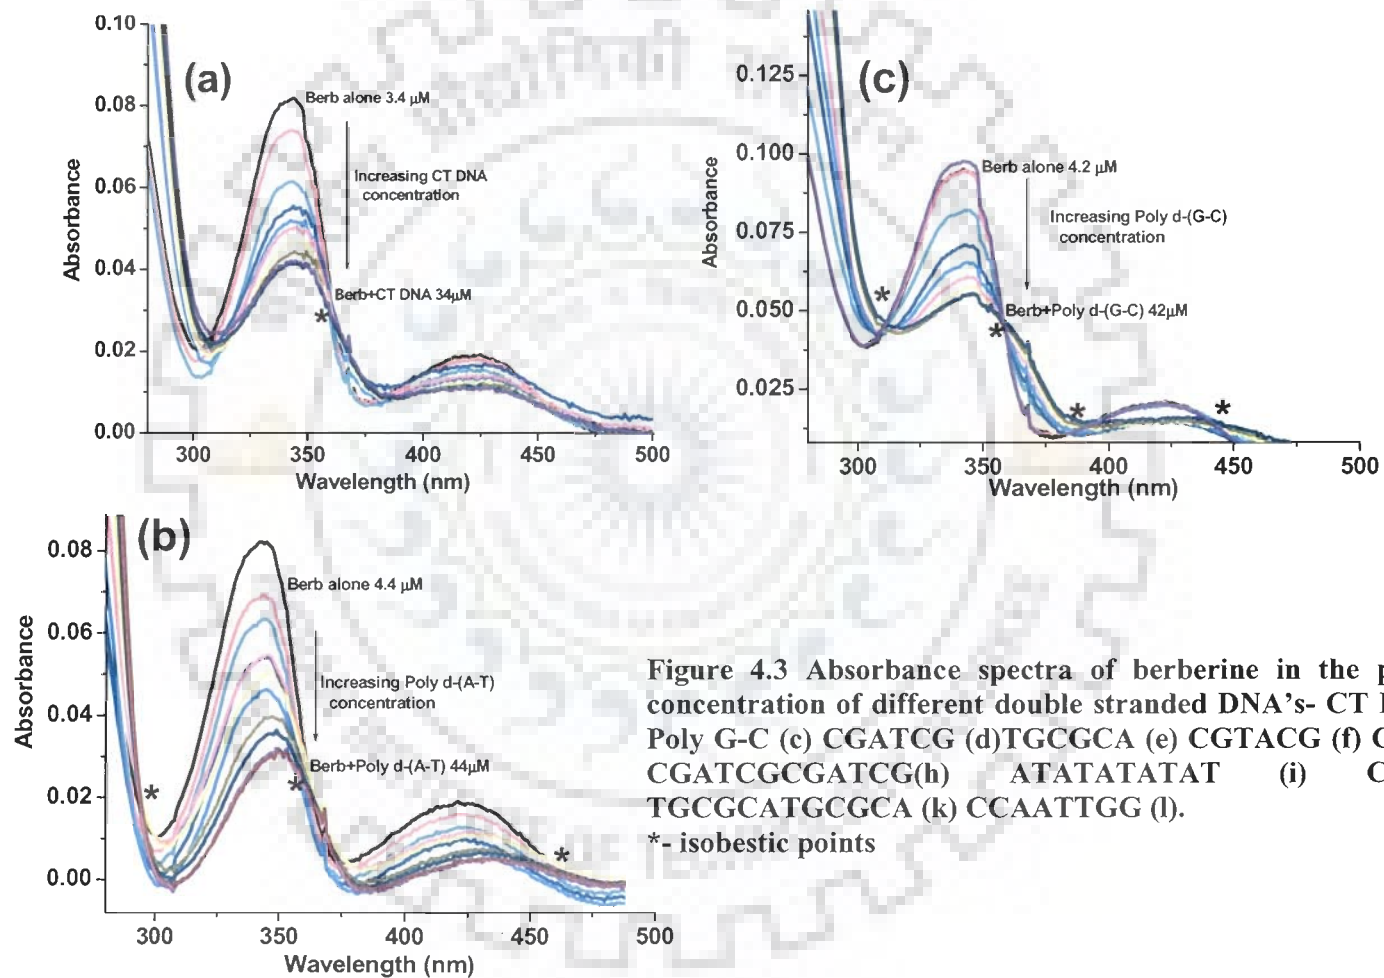 (a)
0.10
0.08
0.06
0.04
0.02
0.00
Absorbance
Berb alone 3.4 µM
Increasing CT DNA
concentration
Berb+CT DNA 34µM
*
300 350 400 450 500
Wavelength (nm)
(c)
0.125
0.100
0.075
0.050
0.025
Absorbance
Berb alone 4.2 µM
Increasing Poly d-(G-C)
concentration
Berb+Poly d-(G-C) 42µM
* * * *
300 350 400 450 500
Wavelength (nm)
(b)
0.08
0.06
0.04
0.02
0.00
Absorbance
Berb alone 4.4 µM
Increasing Poly d-(A-T)
concentration
Berb+Poly d-(A-T) 44µM
* * *
300 350 400 450 500
Wavelength (nm)
Figure 4.3 Absorbance spectra of berberine in the p
concentration of different double stranded DNA's- CT
Poly G-C (c) CGATCG (d)TGCGCA (e) CGTACG (f)
CGATCGCGATCG(h) ATATATATAT (i) C
TGCGCATGCGCA (k) CCAATTGG (l).
*- isobestic points